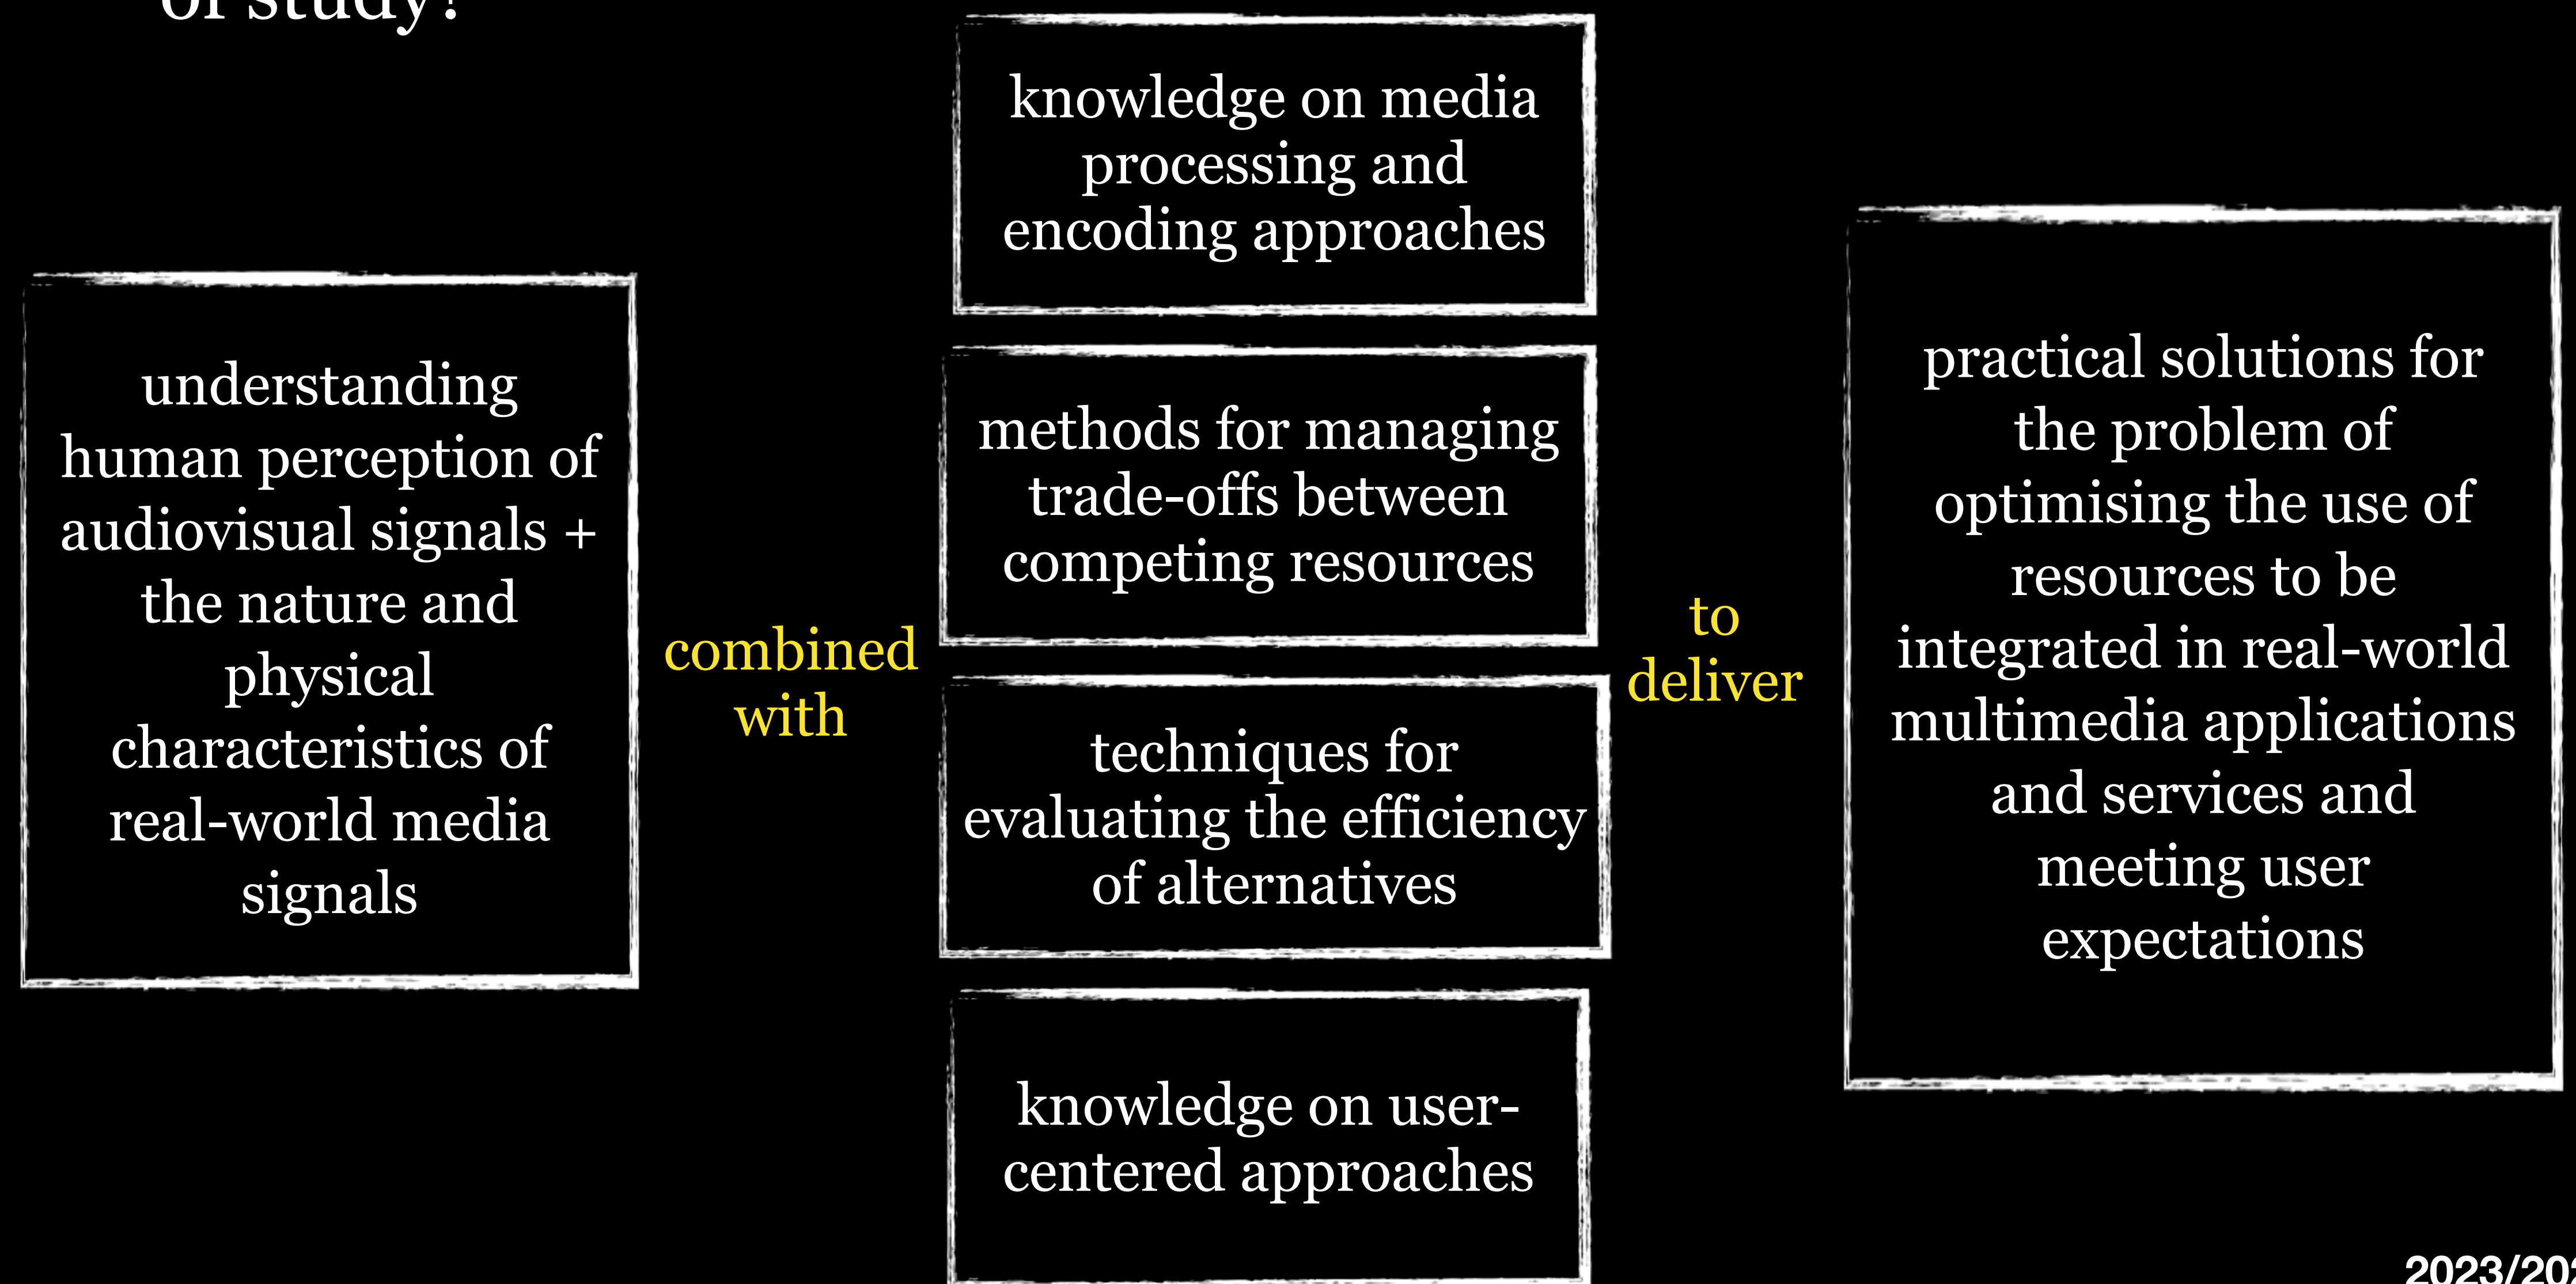 of study?
understanding
human perception of
audiovisual signals +
the nature and
physical
characteristics of
real-world media
signals
combined
with
knowledge on media
processing and
encoding approaches
methods for managing
trade-offs between
competing resources
techniques for
evaluating the efficiency
of alternatives
knowledge on user-
centered approaches
to
deliver
practical solutions for
the problem of
optimising the use of
resources to be
integrated in real-world
multimedia applications
and services and
meeting user
expectations